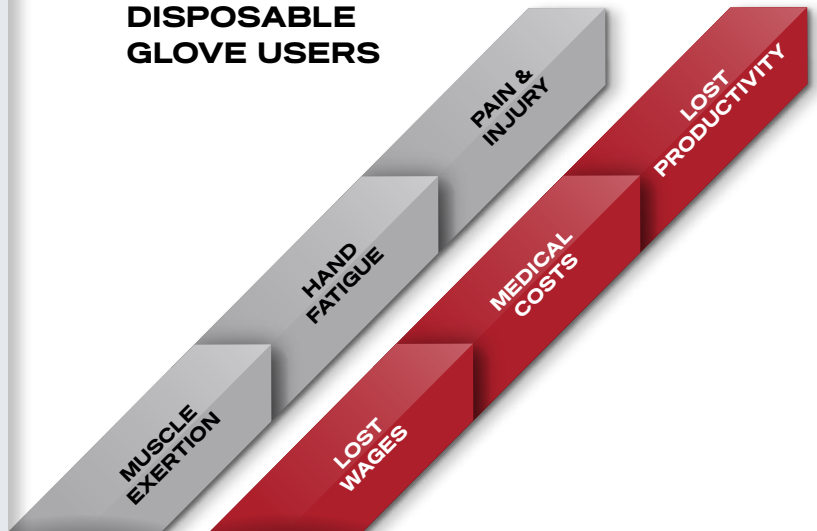 DISPOSABLE
GLOVE USERS
PAIN &
INJURY
HAND
FATIGUE
MUSCLE
EXERTION
LOST
PRODUCTIVITY
MEDICAL
COSTS
LOST
WAGES